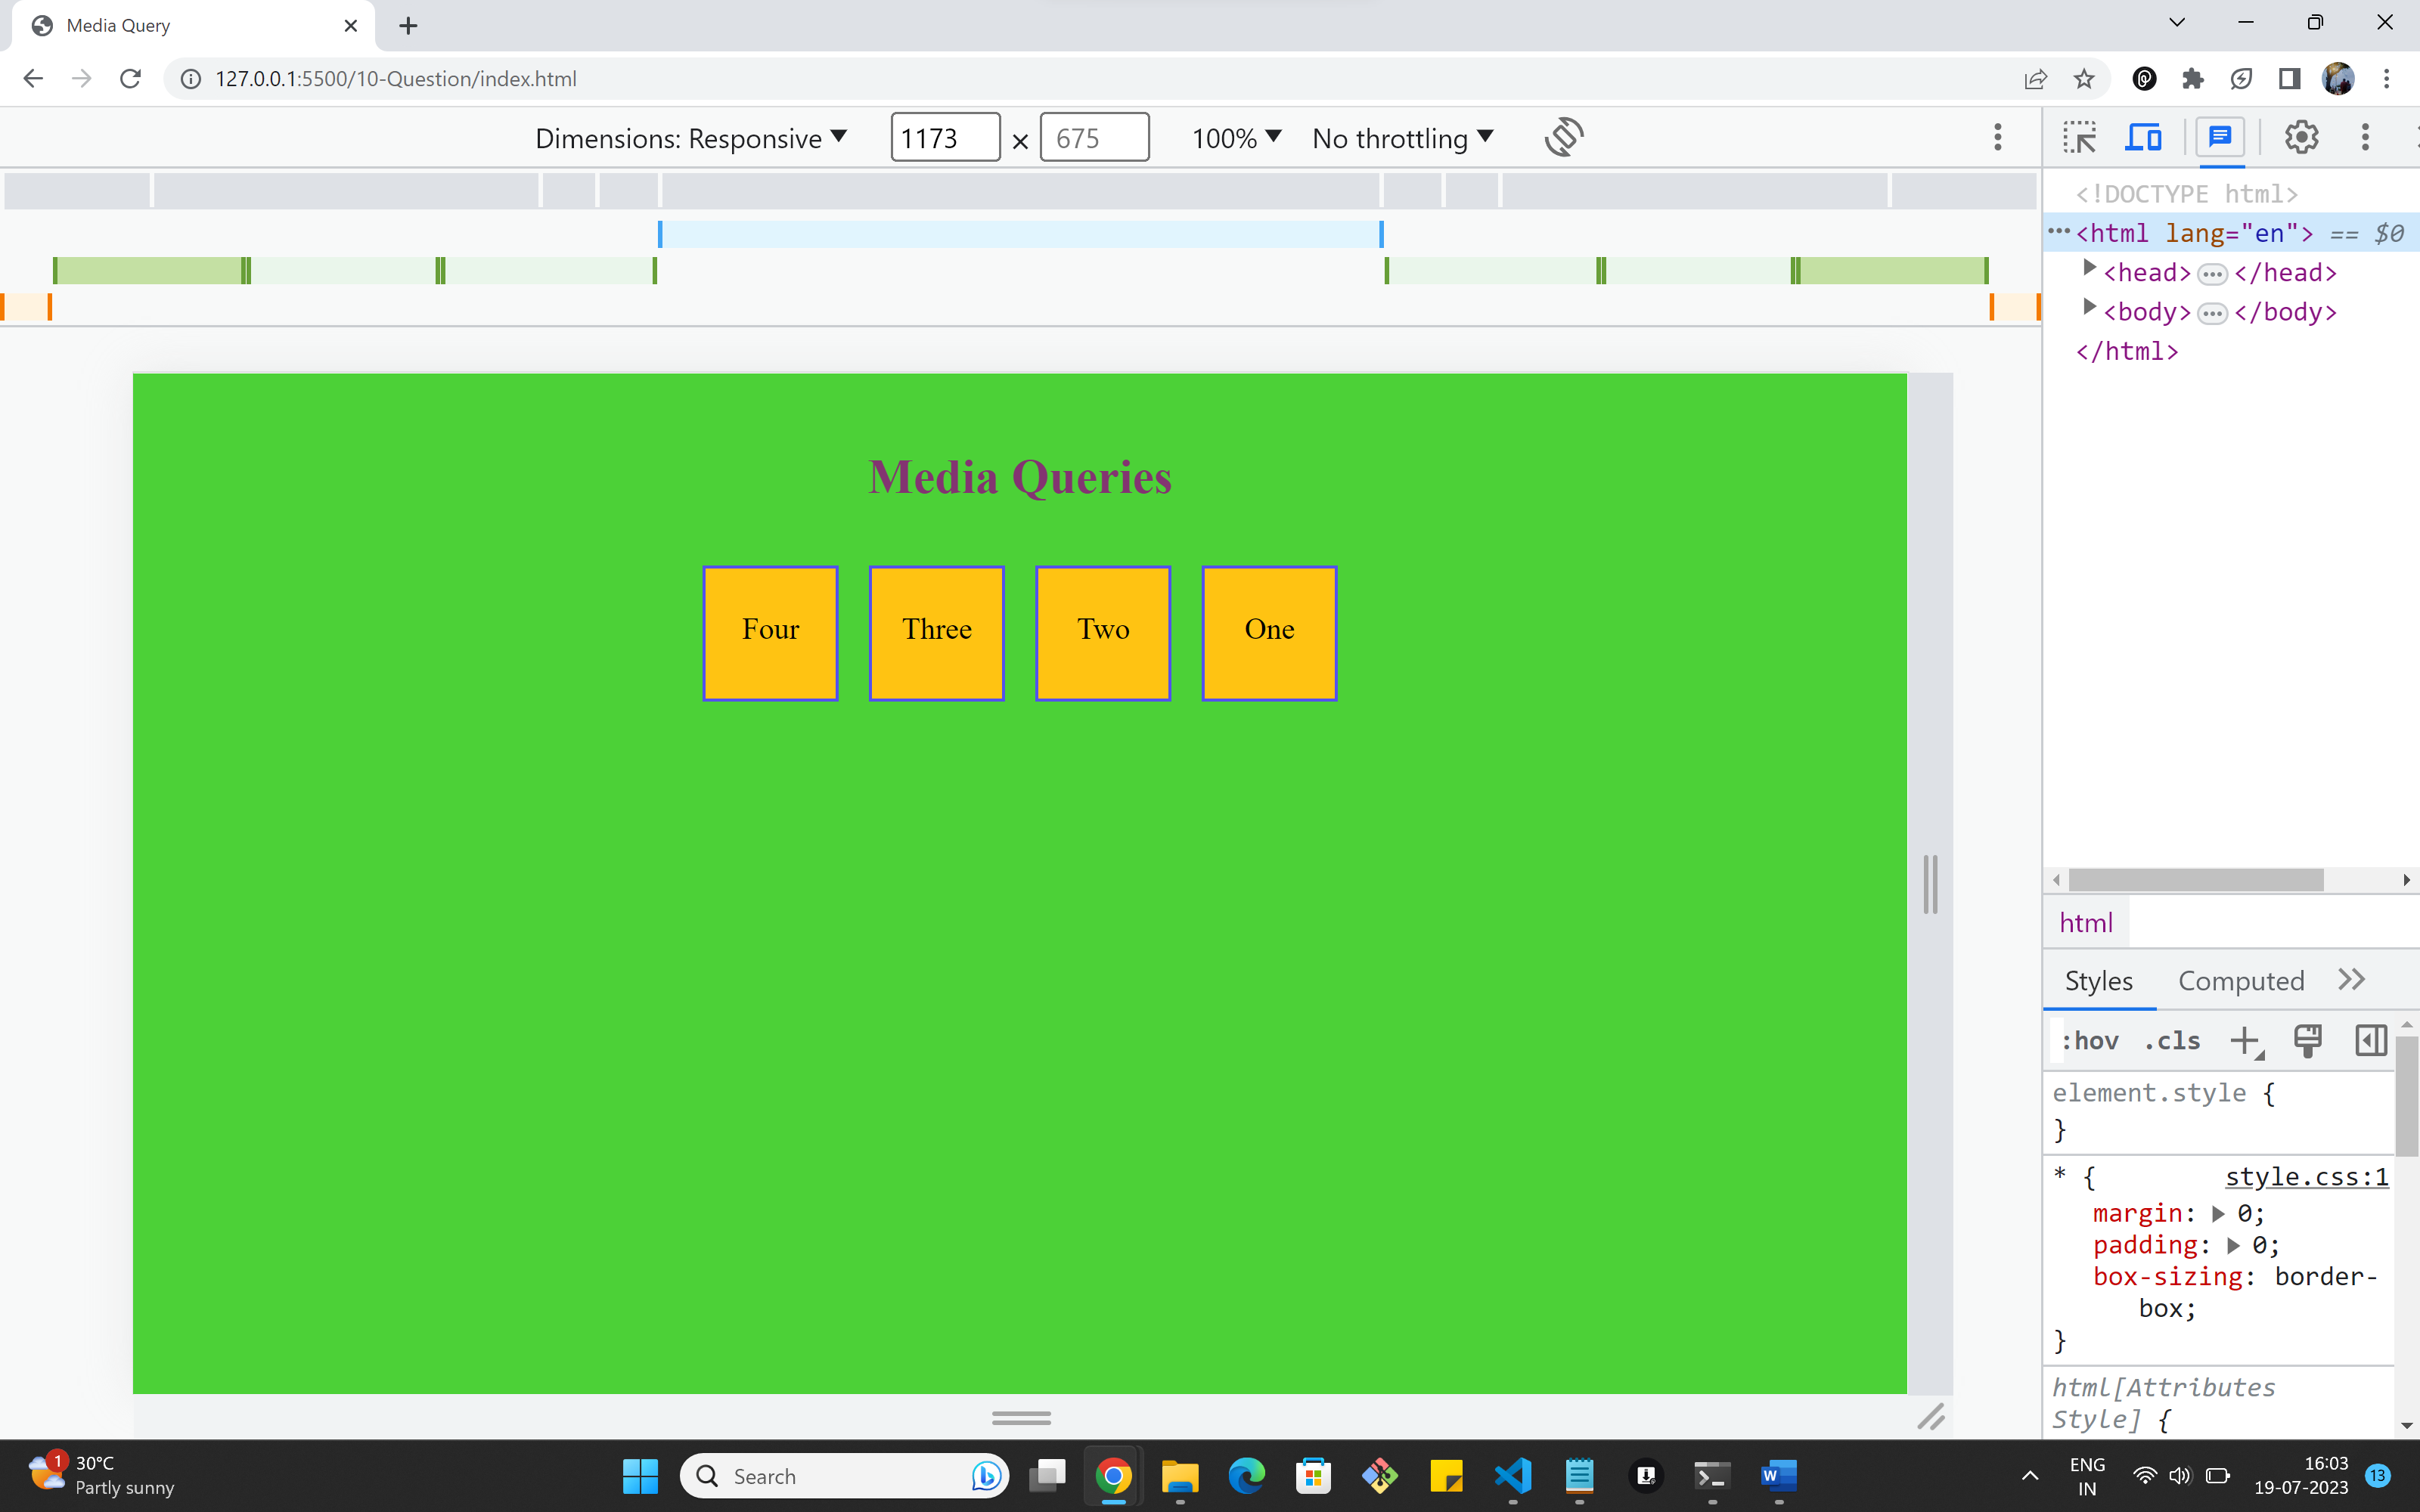 Media Query
127.0.0.1:5500/10-Question/index.html
Dimensions: Responsive 1173 × 675 100% No throttling
<!DOCTYPE html>
<html lang="en"> == $0
<head> </head>
<body> </body>
</html>
Media Queries
Four Three Two One
html
Styles Computed
:hov .cls
element.style {
}
* { style.css:1
margin: 0;
padding: 0;
box-sizing: border-
box;
}
html[Attributes
Style] {
1
30°C
Partly sunny
Search
ENG
IN
16:03
19-07-2023
13